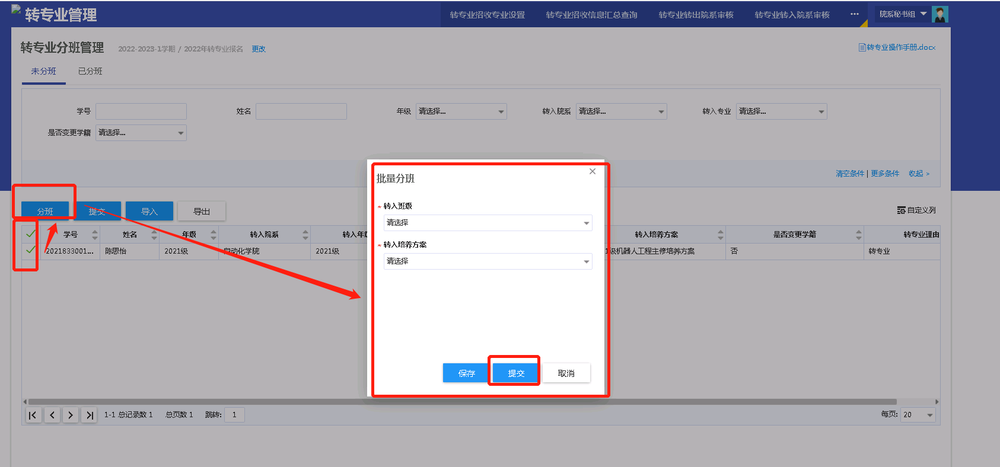 转专业管理
转专业招收专业设置 转专业招收信息汇总查询 转专业转出院系审核 转专业转入院系审核 ··· 院系秘书组
转专业分班管理 2022-2023-1学期 / 2022年转专业报名 更改
转专业操作手册.docx
未分班 已分班
学号 姓名 年级 请选择... 转入院系 请选择... 转入专业 请选择...
是否变更学籍 请选择...
清空条件 | 更多条件 收起
批量分班
转入班级
请选择
转入培养方案
请选择
保存 提交 取消
分班 提交 导入 导出
自定义列
学号 姓名 年级 转入院系 转入年级 转入培养方案 是否变更学籍 转专业理由
2021833001... 陈思怡 2021级 自动化学院 2021级 1级机器人工程主修培养方案 否 转专业
1-1 总记录数 1 总页数 1 跳转: 1
每页: 20